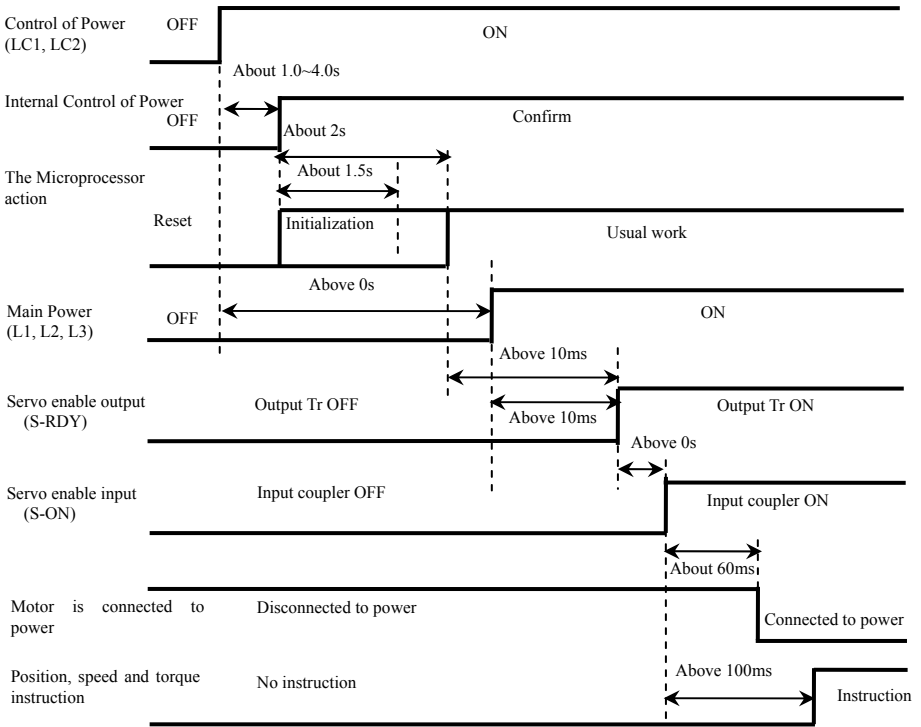 Control of Power
(LC1, LC2)
OFF
ON
About 1.0~4.0s
Internal Control of Power
OFF
Confirm
About 2s
About 1.5s
The Microprocessor
action
Reset
Initialization
Usual work
Above 0s
Main Power
(L1, L2, L3)
OFF
ON
Above 10ms
Servo enable output
(S-RDY)
Output Tr OFF
Above 10ms
Output Tr ON
Above 0s
Servo enable input
(S-ON)
Input coupler OFF
Input coupler ON
About 60ms
Motor is connected to
power
Disconnected to power
Connected to power
Position, speed and torque
instruction
No instruction
Above 100ms
Instruction